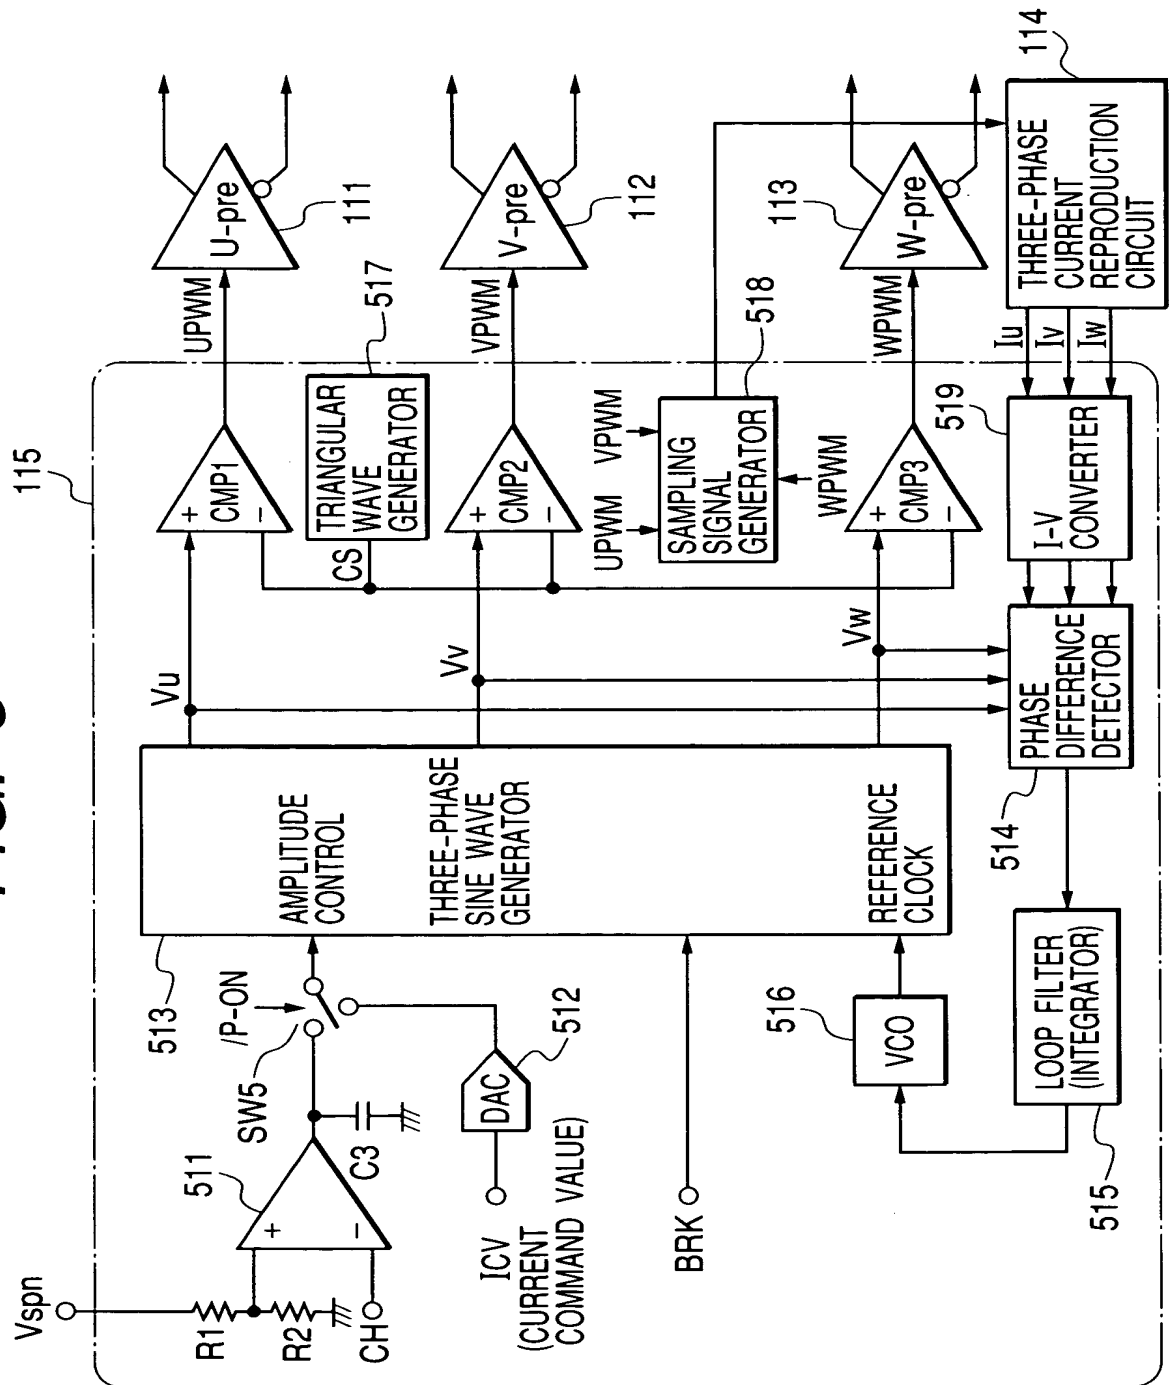 115
Vspn
R1
R2
CH
511
+
-
C3
SW5
/P-ON
513
ICV
(CURRENT
COMMAND VALUE)
DAC
512
BRK
AMPLITUDE
CONTROL
THREE-PHASE
SINE WAVE
GENERATOR
REFERENCE
CLOCK
VCO
516
LOOP FILTER
(INTEGRATOR)
515
514
PHASE
DIFFERENCE
DETECTOR
Vu
Vv
Vw
+
CMP1
-
CS
TRIANGULAR
WAVE
GENERATOR
517
+
CMP2
-
UPWM
VPWM
SAMPLING
SIGNAL
GENERATOR
518
WPWM
+
CMP3
-
I-V
CONVERTER
519
UPWM
U-pre
111
VPWM
V-pre
112
WPWM
W-pre
113
Iu
Iv
Iw
THREE-PHASE
CURRENT
REPRODUCTION
CIRCUIT
114